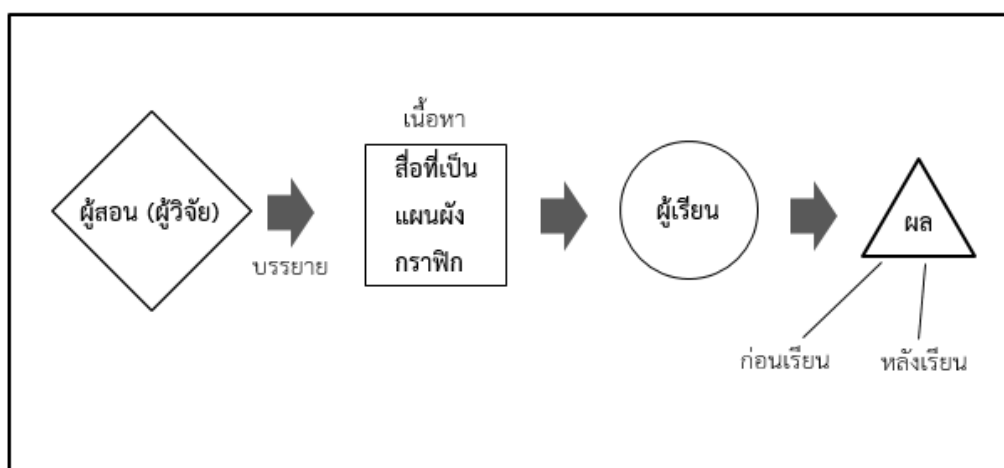 เนื้อหา
ผู้สอน (ผู้วิจัย)
บรรยาย
สื่อที่เป็น
แผนผัง
กราฟิก
ผู้เรียน
ผล
ก่อนเรียน
หลังเรียน